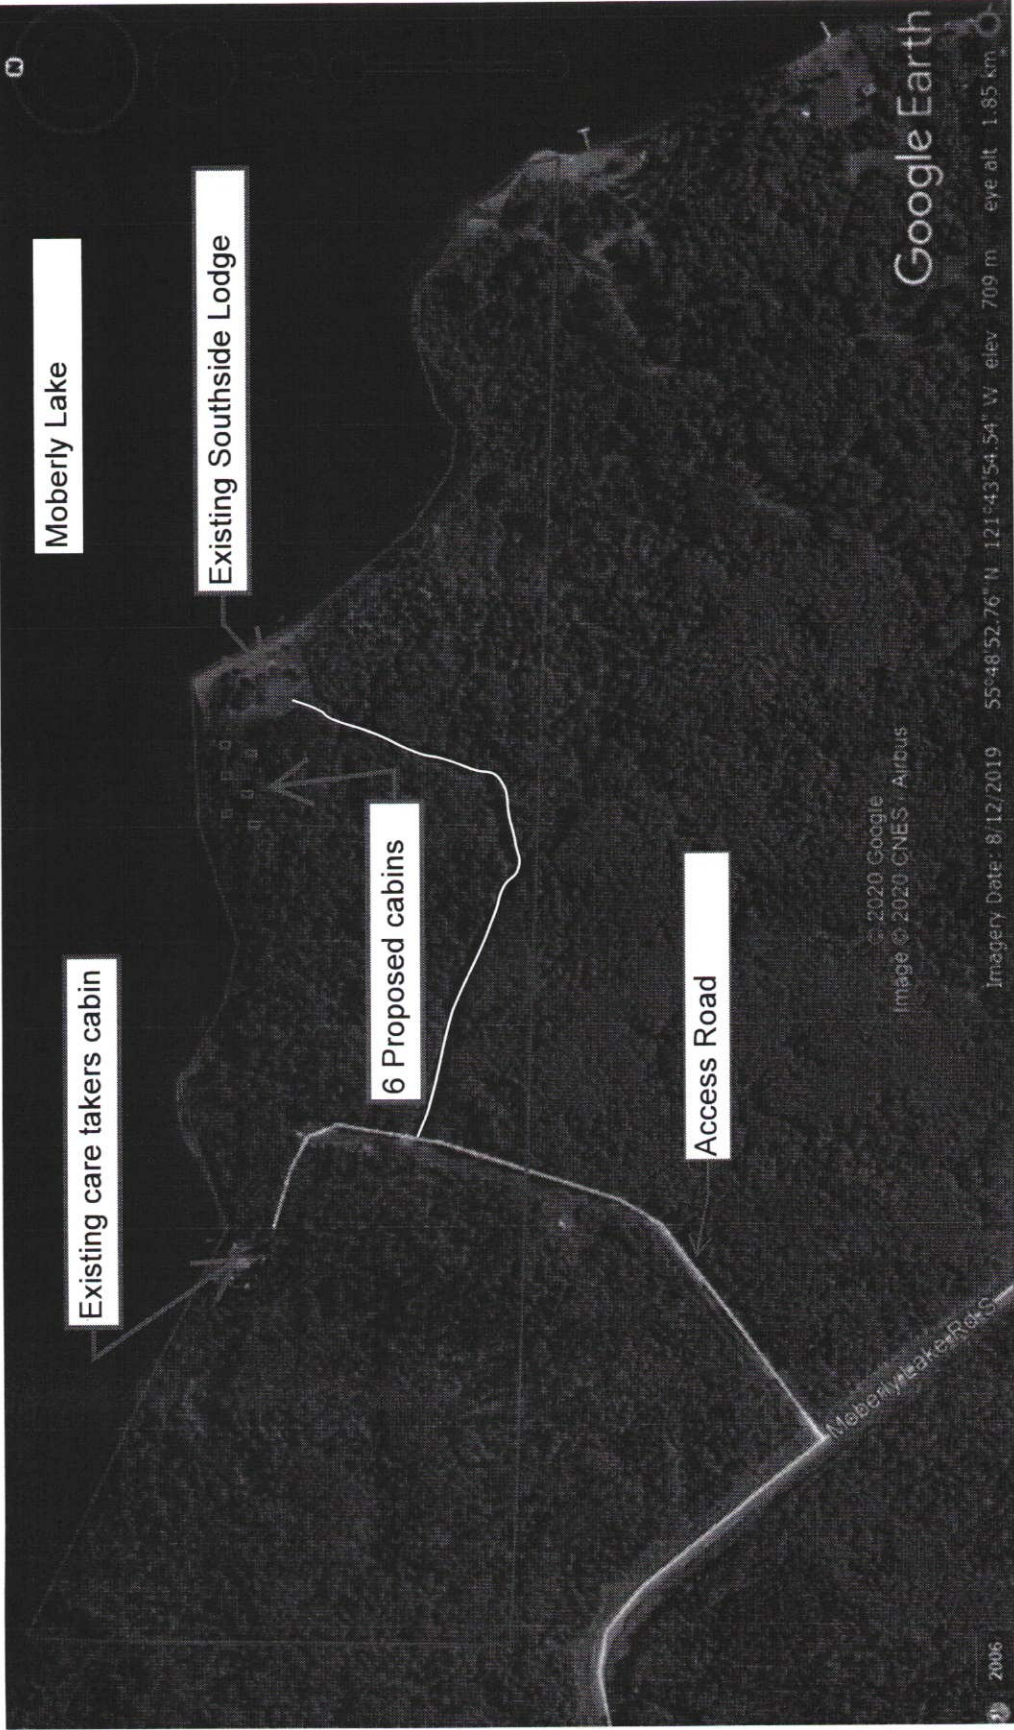 Moberly Lake
Existing Southside Lodge
Existing care takers cabin
6 Proposed cabins
Access Road
Moberly Lake Rd S
© 2020 Google
Image © 2020 CNES / Airbus
Google Earth
2006
Imagery Date: 8/12/2019 55°48'52.76" N 121°43'54.54" W elev 709 m eye alt 1.85 km
N